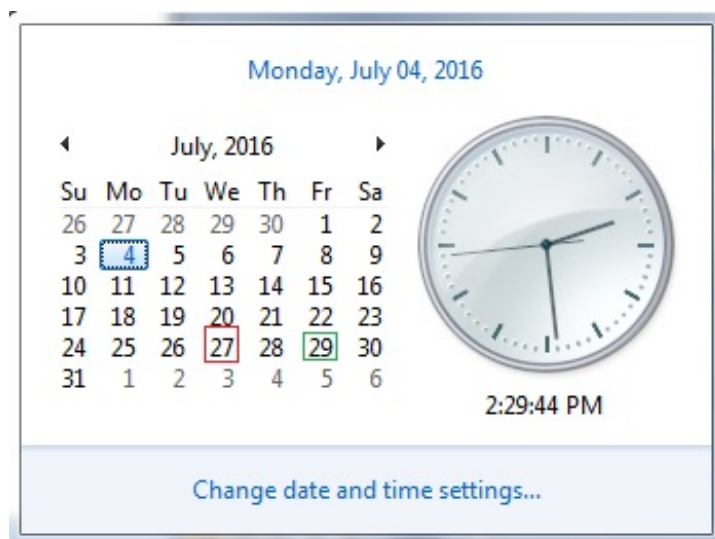 Monday, July 04, 2016
July, 2016
Su Mo Tu We Th Fr Sa
26 27 28 29 30 1 2
3 4 5 6 7 8 9
10 11 12 13 14 15 16
17 18 19 20 21 22 23
24 25 26 27 28 29 30
31 1 2 3 4 5 6
2:29:44 PM
Change date and time settings...